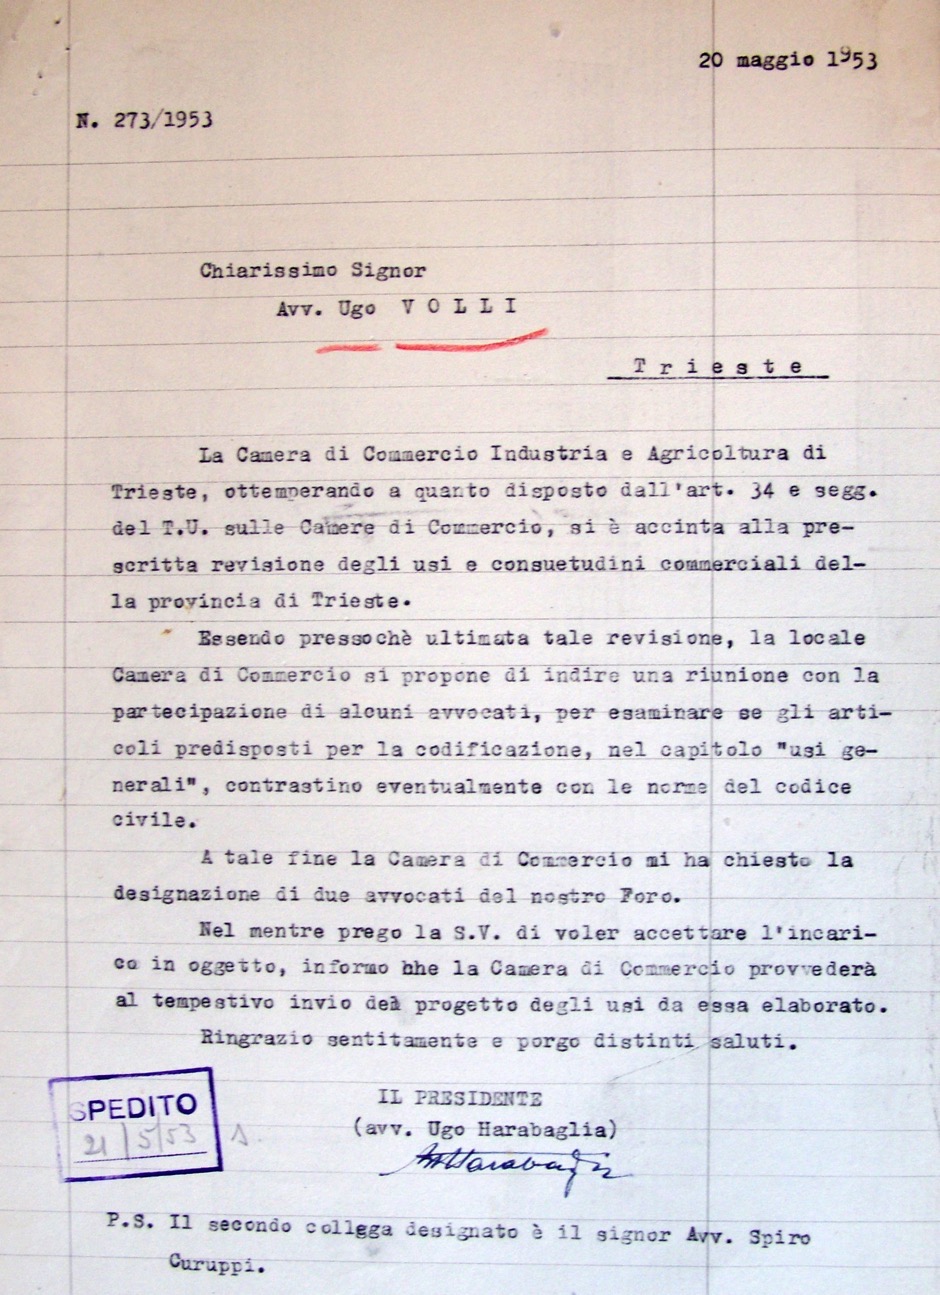 20 maggio 1953
N. 273/1953
Chiarissimo Signor
Avv. Ugo V O L L I
T r i e s t e
La Camera di Commercio Industria e Agricoltura di
Trieste, ottemperando a quanto disposto dall'art. 34 e segg.
del T.U. sulle Camere di Commercio, si è accinta alla pre-
scritta revisione degli usi e consuetudini commerciali del-
la provincia di Trieste.
Essendo pressochè ultimata tale revisione, la locale
Camera di Commercio si propone di indire una riunione con la
partecipazione di alcuni avvocati, per esaminare se gli arti-
coli predisposti per la codificazione, nel capitolo "usi ge-
nerali", contrastino eventualmente con le norme del codice
civile.
A tale fine la Camera di Commercio mi ha chiesto la
designazione di due avvocati del nostro Foro.
Nel mentre prego la S.V. di voler accettare l'incari-
co in oggetto, informo hhe la Camera di Commercio provvederà
al tempestivo invio del progetto degli usi da essa elaborato.
Ringrazio sentitamente e porgo distinti saluti.
IL PRESIDENTE
(avv. Ugo Harabaglia)
SPEDITO
21/5/53
P.S. Il secondo collega designato è il signor Avv. Spiro
Curuppi.